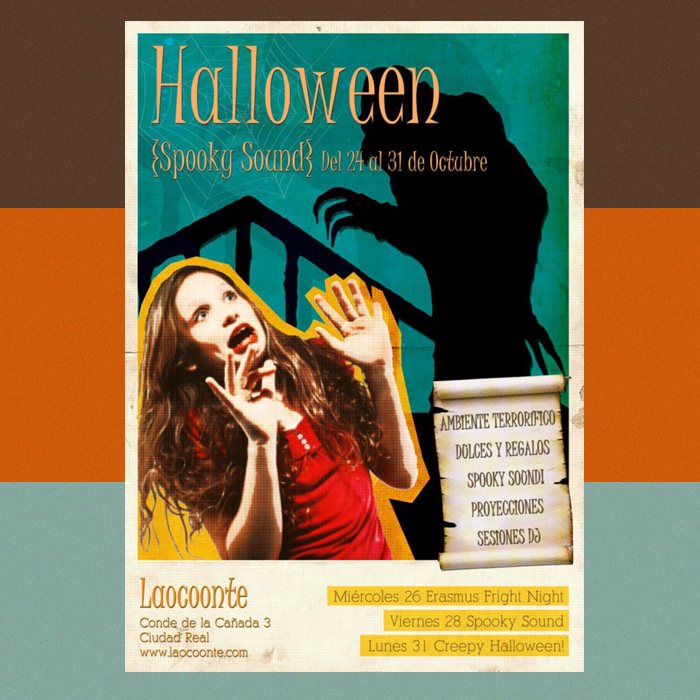 Halloween
{Spooky Sound} Del 24 al 31 de Octubre
AMBIENTE TERRORÍFICO
DULCES Y REGALOS
SPOOKY SOUND!
PROYECCIONES
SESIONES DJ
Laocoonte
Conde de la Cañada 3
Ciudad Real
www.laocoonte.com
Miércoles 26 Erasmus Fright Night
Viernes 28 Spooky Sound
Lunes 31 Creepy Halloween!